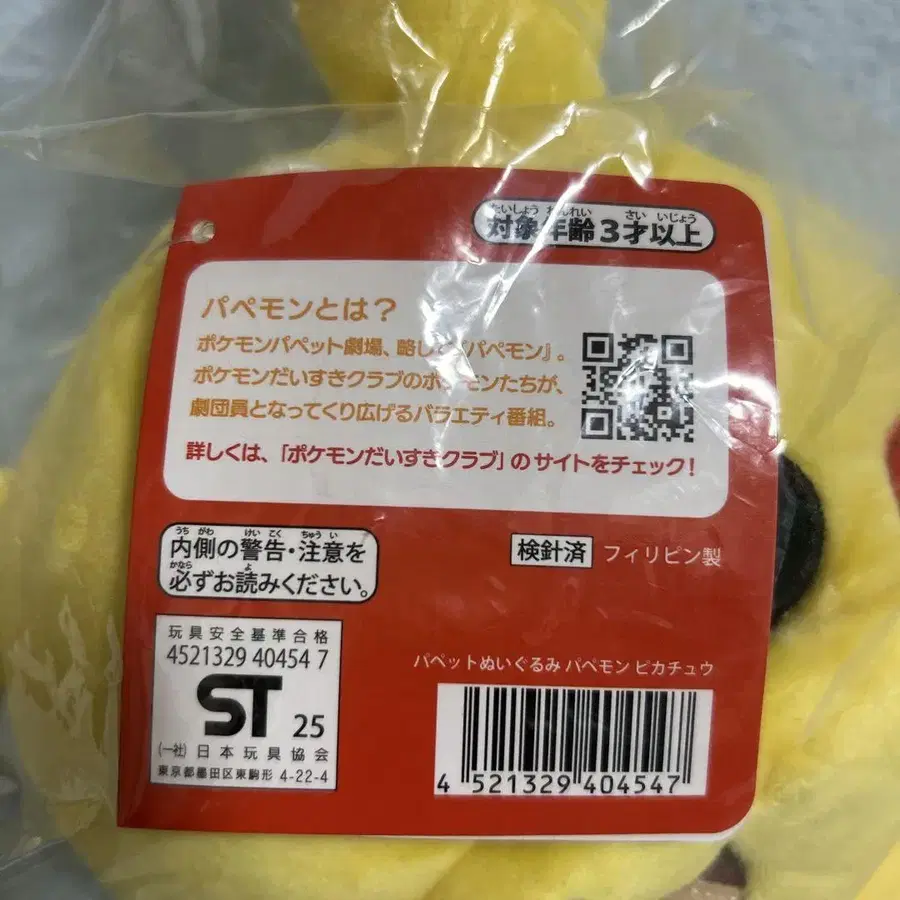 たいしょう ねんれい さい いじょう
対象年齢3才以上
パペモンとは?
ポケモンパペット劇場、略して『パペモン』。
ポケモンだいすきクラブのポケモンたちが、
劇団員となってくり広げるバラエティ番組。
詳しくは、「ポケモンだいすきクラブ」のサイトをチェック!
うちがわ けいこく ちゅうい
内側の警告・注意を
かなら よ
必ずお読みください。
検針済 フィリピン製
玩具安全基準合格
4521329 40454 7
ST 25
(一社)日本玩具協会
東京都墨田区東駒形 4-22-4
パペットぬいぐるみ パペモン ピカチュウ
4 521329 404547